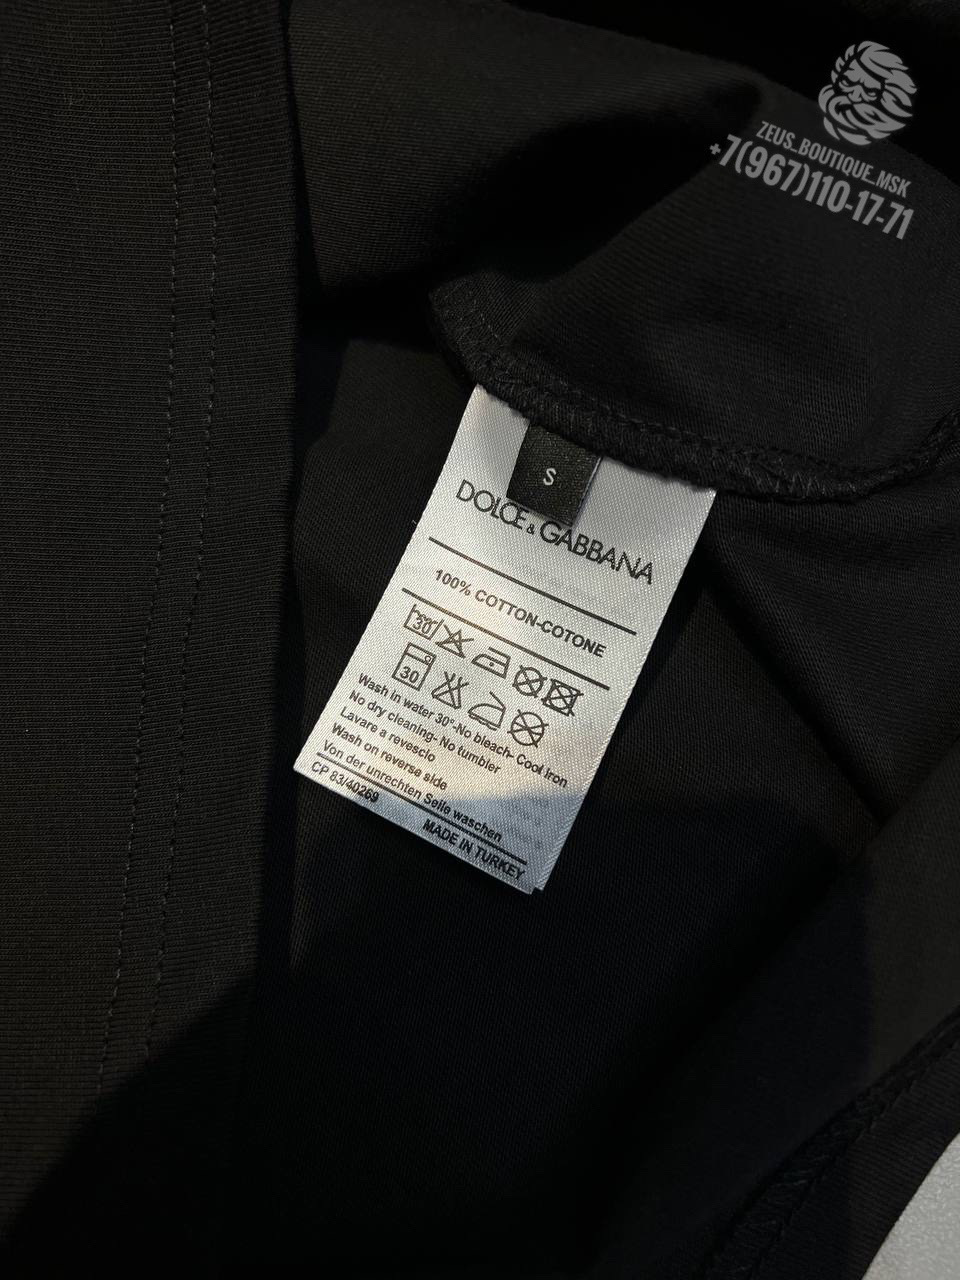 ZEUS_BOUTIQUE_MSK
+7(967)110-17-71
S
DOLCE & GABBANA
100% COTTON-COTONE
30
30
Wash in water 30°-No bleach- Cool iron
No dry cleaning- No tumbler
Lavare a revescio
Wash on reverse side
Von der unrechten Seile waschen
CP 83/40269
MADE IN TURKEY